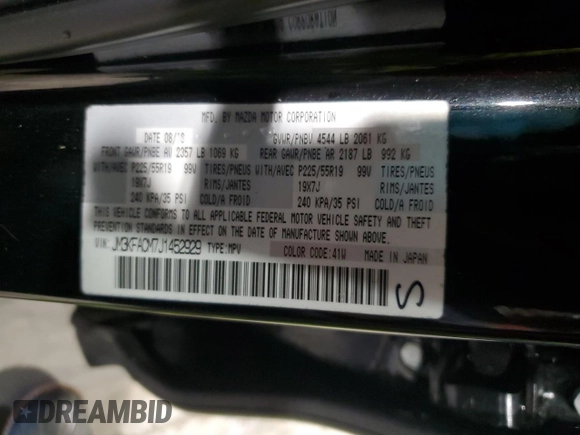 MFD. BY MAZDA MOTOR CORPORATION
DATE 08/18 GVWR/PNBV 4544 LB 2061 KG
FRONT GAWR/PNBE AV 2357 LB 1069 KG REAR GAWR/PNBE AR 2187 LB 992 KG
WITH/AVEC P225/55R19 99V TIRES/PNEUS WITH/AVEC P225/55R19 99V TIRES/PNEUS
19X7J RIMS/JANTES 19X7J RIMS/JANTES
240 KPA/35 PSI COLD/A FROID 240 KPA/35 PSI COLD/A FROID
THIS VEHICLE CONFORMS TO ALL APPLICABLE FEDERAL MOTOR VEHICLE SAFETY AND THEFT PREVENTION
STANDARDS IN EFFECT ON THE DATE OF MANUFACTURE SHOWN ABOVE.
VIN: JM3KFACM7J1452929 TYPE: MPV COLOR CODE: 41W MADE IN JAPAN
S
DREAMBID